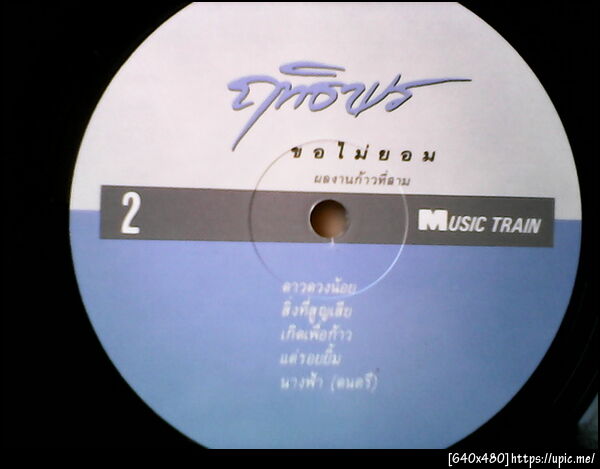 ฤทธิพร
ขอไม่ยอม
ผลงานก้าวที่สาม
2
MUSIC TRAIN
ดาวดวงน้อย
สิ่งที่สูญเสีย
เกิดเพื่อก้าว
แด่รอยยิ้ม
นางฟ้า (ดนตรี)
[640x480]https://upic.me/